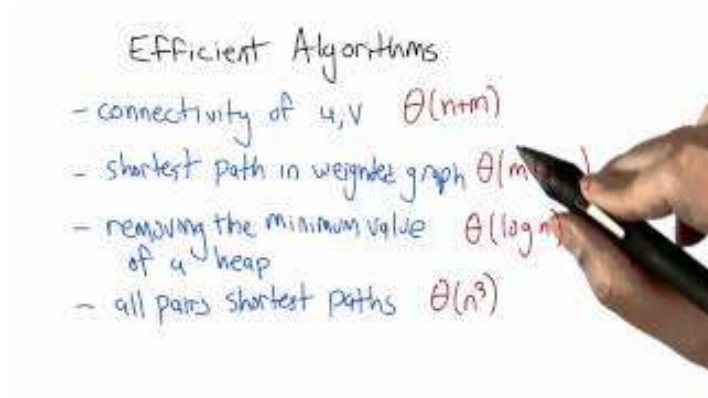 Efficient Algorithms
- connectivity of u,v θ(n+m)
- shortest path in weighted graph θ(m
- removing the minimum value θ(log n)
of a heap
- all pairs shortest paths θ(n³)